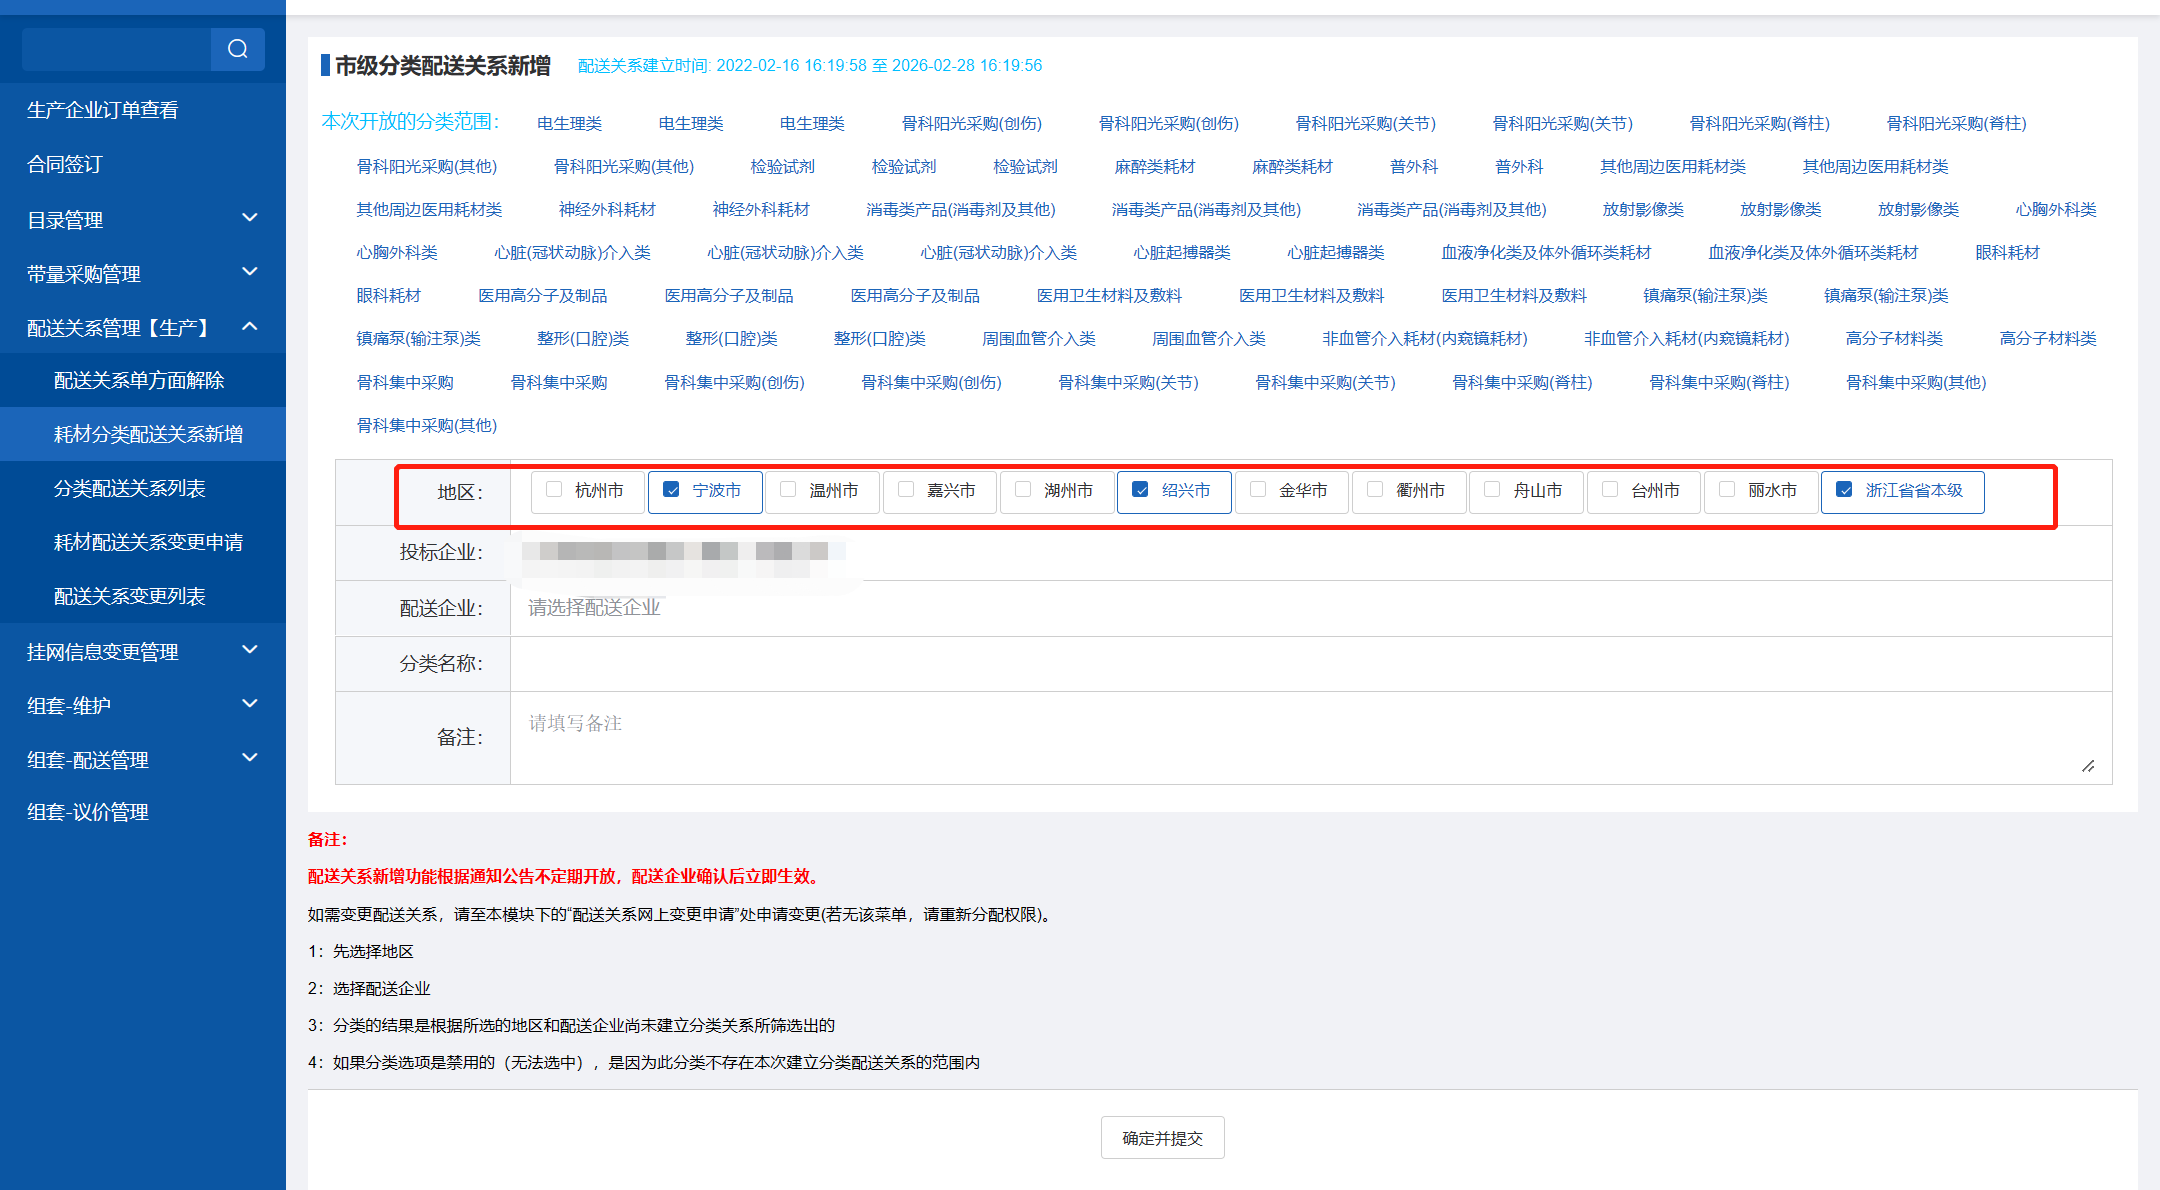 生产企业订单查看
合同签订
目录管理
带量采购管理
配送关系管理【生产】
配送关系单方面解除
耗材分类配送关系新增
分类配送关系列表
耗材配送关系变更申请
配送关系变更列表
挂网信息变更管理
组套-维护
组套-配送管理
组套-议价管理
市级分类配送关系新增 配送关系建立时间: 2022-02-16 16:19:58 至 2026-02-28 16:19:56
本次开放的分类范围： 电生理类 电生理类 电生理类 骨科阳光采购(创伤) 骨科阳光采购(创伤) 骨科阳光采购(关节) 骨科阳光采购(关节) 骨科阳光采购(脊柱) 骨科阳光采购(脊柱)
骨科阳光采购(其他) 骨科阳光采购(其他) 检验试剂 检验试剂 检验试剂 麻醉类耗材 麻醉类耗材 普外科 普外科 其他周边医用耗材类 其他周边医用耗材类
其他周边医用耗材类 神经外科耗材 神经外科耗材 消毒类产品(消毒剂及其他) 消毒类产品(消毒剂及其他) 消毒类产品(消毒剂及其他) 放射影像类 放射影像类 放射影像类 心胸外科类
心胸外科类 心脏(冠状动脉)介入类 心脏(冠状动脉)介入类 心脏(冠状动脉)介入类 心脏起搏器类 心脏起搏器类 血液净化类及体外循环类耗材 血液净化类及体外循环类耗材 眼科耗材
眼科耗材 医用高分子及制品 医用高分子及制品 医用高分子及制品 医用卫生材料及敷料 医用卫生材料及敷料 医用卫生材料及敷料 镇痛泵(输注泵)类 镇痛泵(输注泵)类
镇痛泵(输注泵)类 整形(口腔)类 整形(口腔)类 整形(口腔)类 周围血管介入类 周围血管介入类 非血管介入耗材(内窥镜耗材) 非血管介入耗材(内窥镜耗材) 高分子材料类 高分子材料类
骨科集中采购 骨科集中采购 骨科集中采购(创伤) 骨科集中采购(创伤) 骨科集中采购(关节) 骨科集中采购(关节) 骨科集中采购(脊柱) 骨科集中采购(脊柱) 骨科集中采购(其他)
骨科集中采购(其他)
地区： 杭州市 宁波市 温州市 嘉兴市 湖州市 绍兴市 金华市 衢州市 舟山市 台州市 丽水市 浙江省省本级
投标企业：
配送企业： 请选择配送企业
分类名称：
备注： 请填写备注
备注：
配送关系新增功能根据通知公告不定期开放，配送企业确认后立即生效。
如需变更配送关系，请至本模块下的“配送关系网上变更申请”处申请变更(若无该菜单，请重新分配权限)。
1：先选择地区
2：选择配送企业
3：分类的结果是根据所选的地区和配送企业尚未建立分类关系所筛选出的
4：如果分类选项是禁用的（无法选中），是因为此分类不存在本次建立分类配送关系的范围内
确定并提交